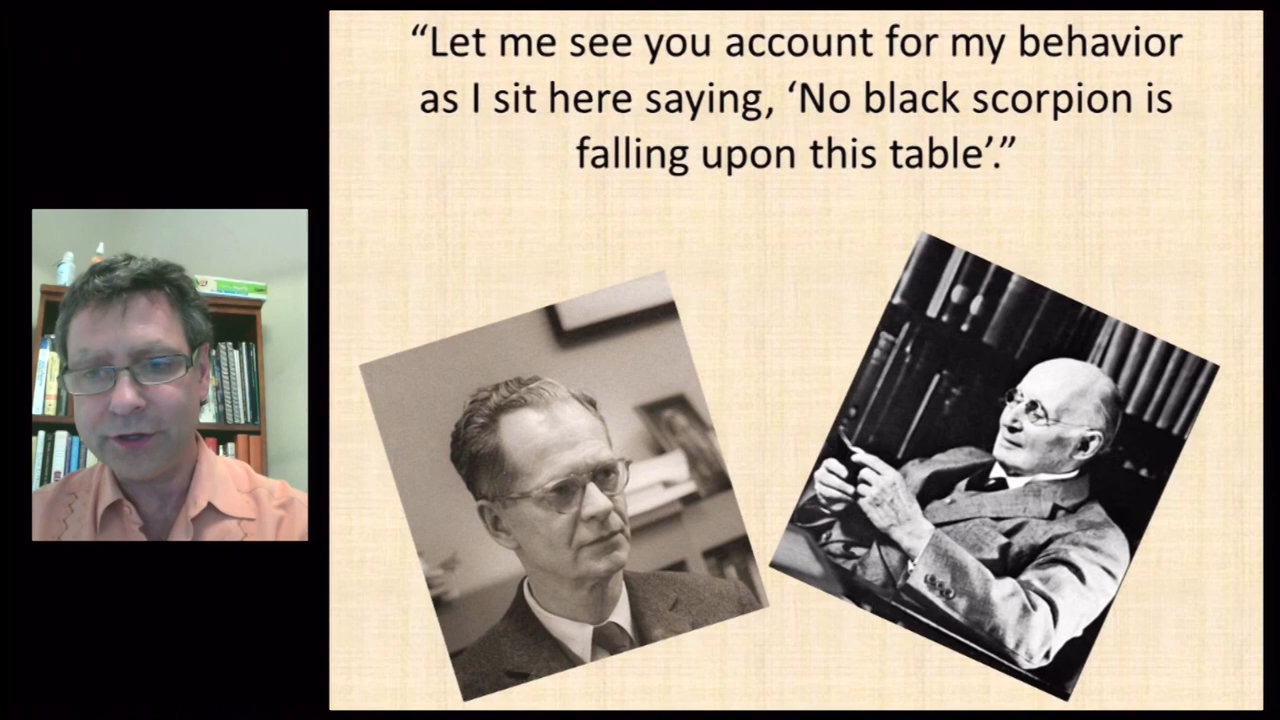 “Let me see you account for my behavior
as I sit here saying, ‘No black scorpion is
falling upon this table’.”